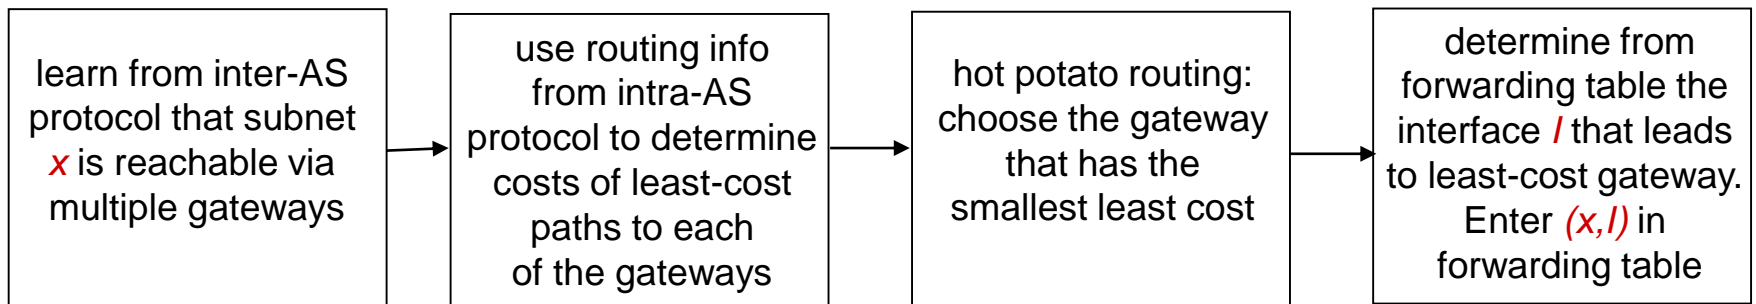 learn from inter-AS
protocol that subnet
x is reachable via
multiple gateways
use routing info
from intra-AS
protocol to determine
costs of least-cost
paths to each
of the gateways
hot potato routing:
choose the gateway
that has the
smallest least cost
determine from
forwarding table the
interface I that leads
to least-cost gateway.
Enter (x,I) in
forwarding table